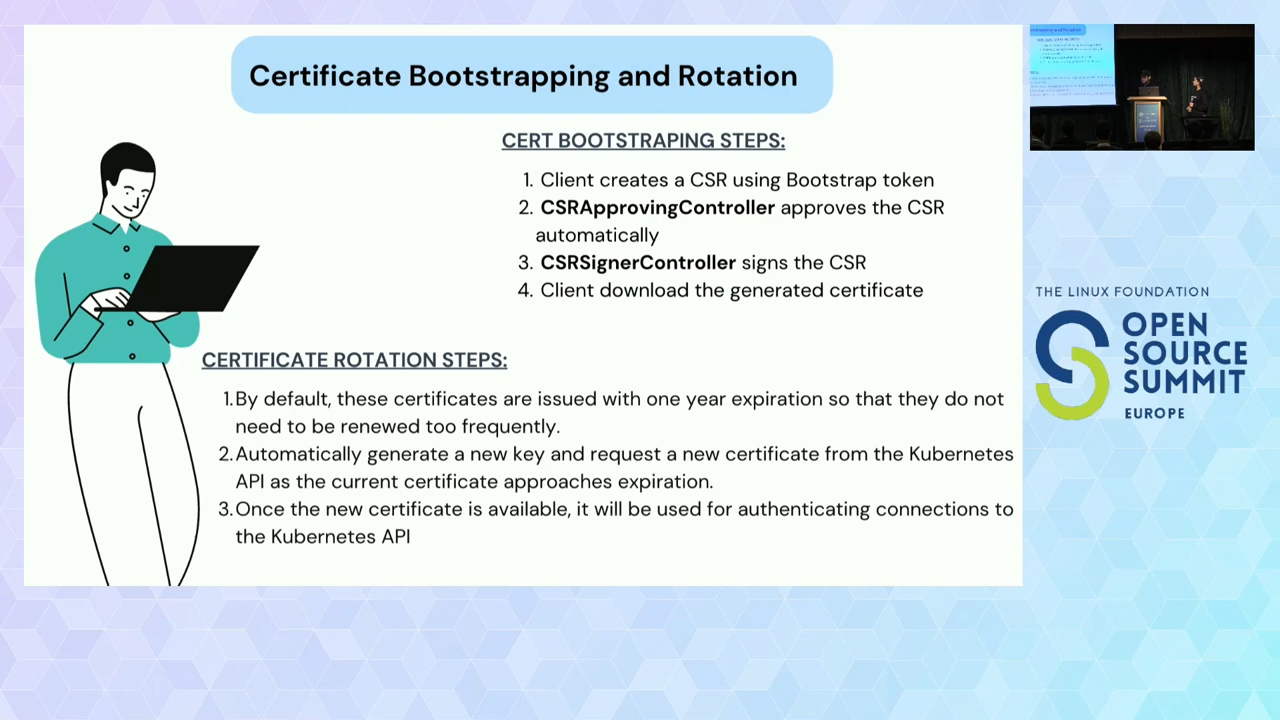 Certificate Bootstrapping and Rotation
CERT BOOTSTRAPING STEPS:
1. Client creates a CSR using Bootstrap token
2. CSRApprovingController approves the CSR
automatically
3. CSRSignerController signs the CSR
4. Client download the generated certificate
CERTIFICATE ROTATION STEPS:
1. By default, these certificates are issued with one year expiration so that they do not
need to be renewed too frequently.
2. Automatically generate a new key and request a new certificate from the Kubernetes
API as the current certificate approaches expiration.
3. Once the new certificate is available, it will be used for authenticating connections to
the Kubernetes API
THE LINUX FOUNDATION
OPEN
SOURCE
SUMMIT
EUROPE